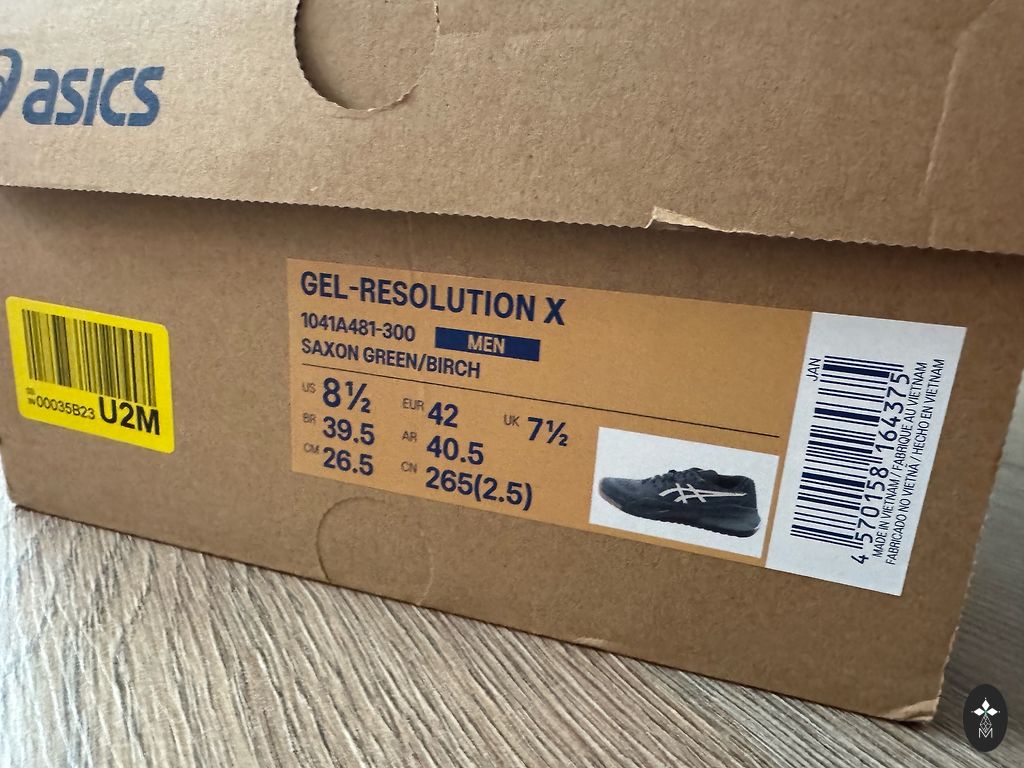 asics
GEL-RESOLUTION X
1041A481-300 MEN
SAXON GREEN/BIRCH
US 8½ EUR 42 UK 7½
BR 39.5 AR 40.5
CM 26.5 CN 265(2.5)
00035B23 U2M
JAN
4 570158 164375
MADE IN VIETNAM / FABRIQUÉ AU VIETNAM
FABRICADO NO VIETNÃ / HECHO EN VIETNAM
M